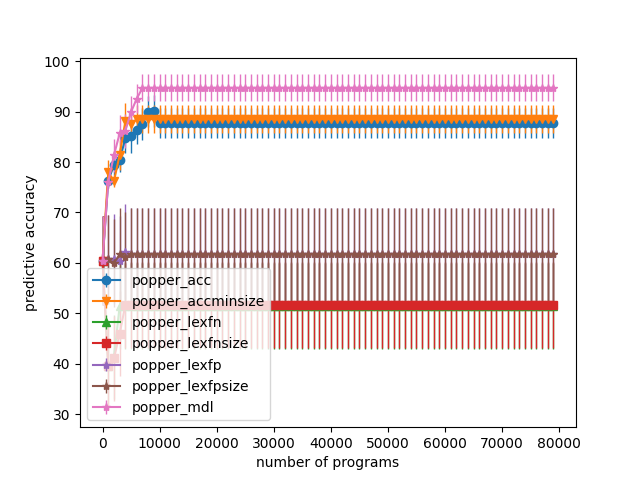 100
90
80
70
60
50
40
30
predictive accuracy
popper_acc
popper_accminsize
popper_lexfn
popper_lexfnsize
popper_lexfp
popper_lexfpsize
popper_mdl
0 10000 20000 30000 40000 50000 60000 70000 80000
number of programs